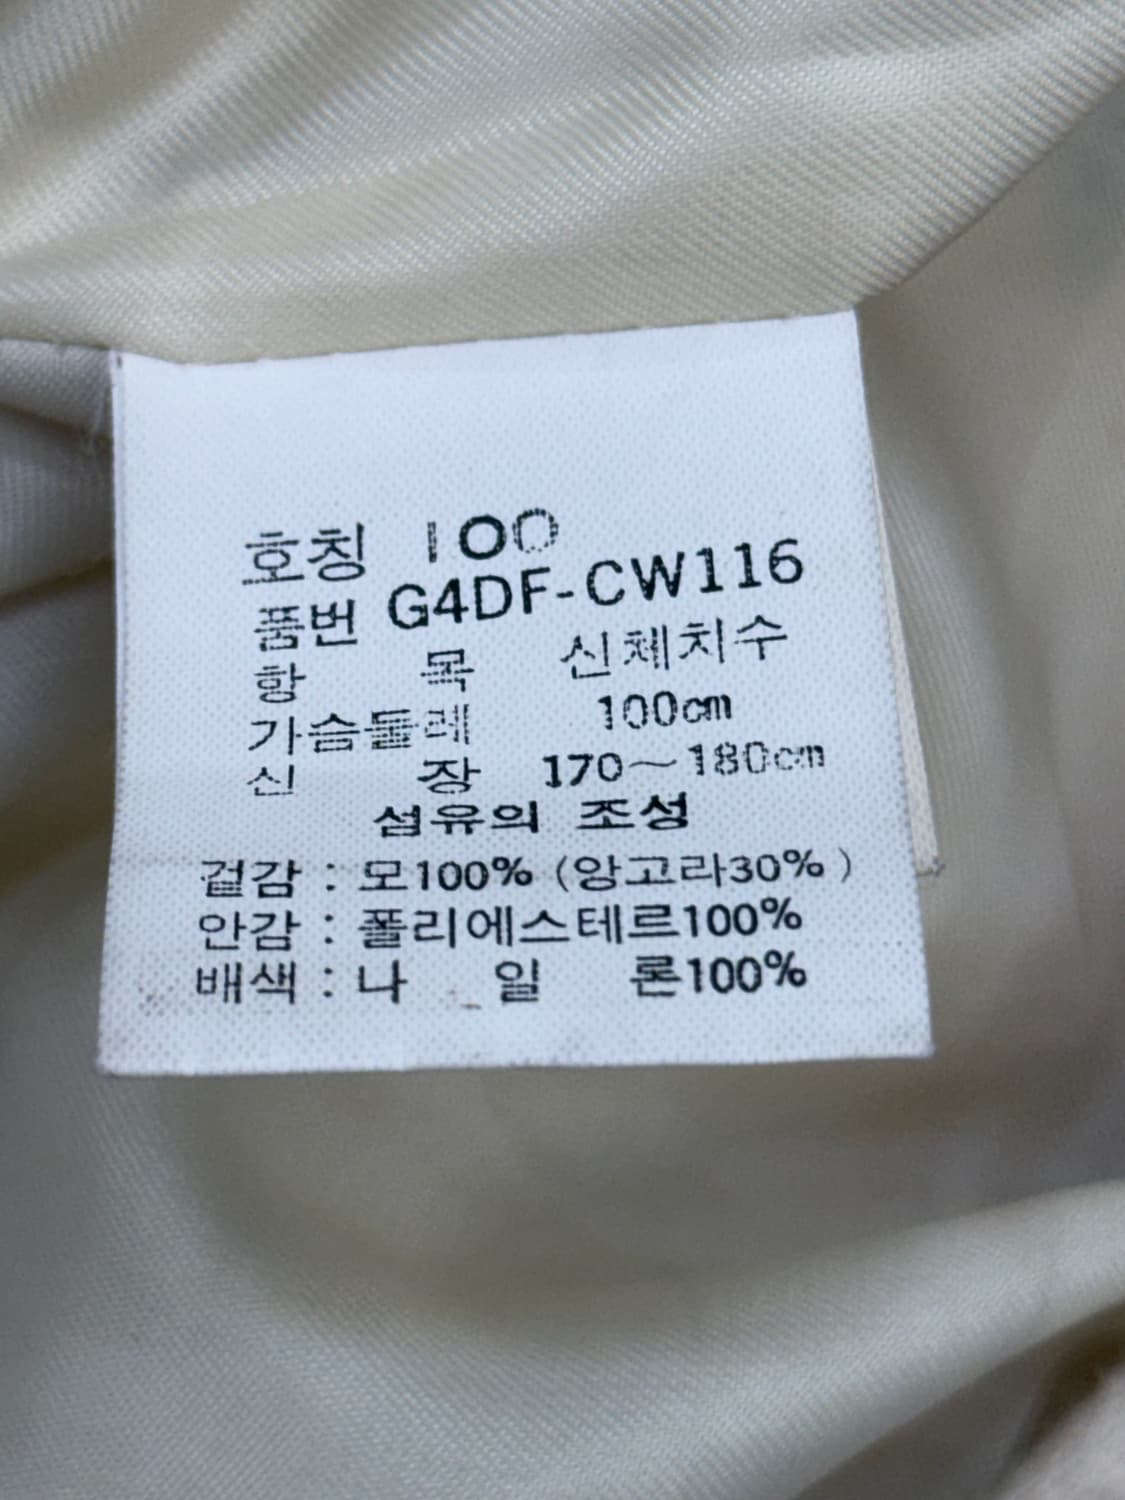 호칭 100
품번 G4DF-CW116
항 목 신체치수
가슴둘레 100cm
신 장 170～180cm
섬유의 조성
겉감 : 모100% (앙고라30%)
안감 : 폴리에스테르100%
배색 : 나 일 론100%